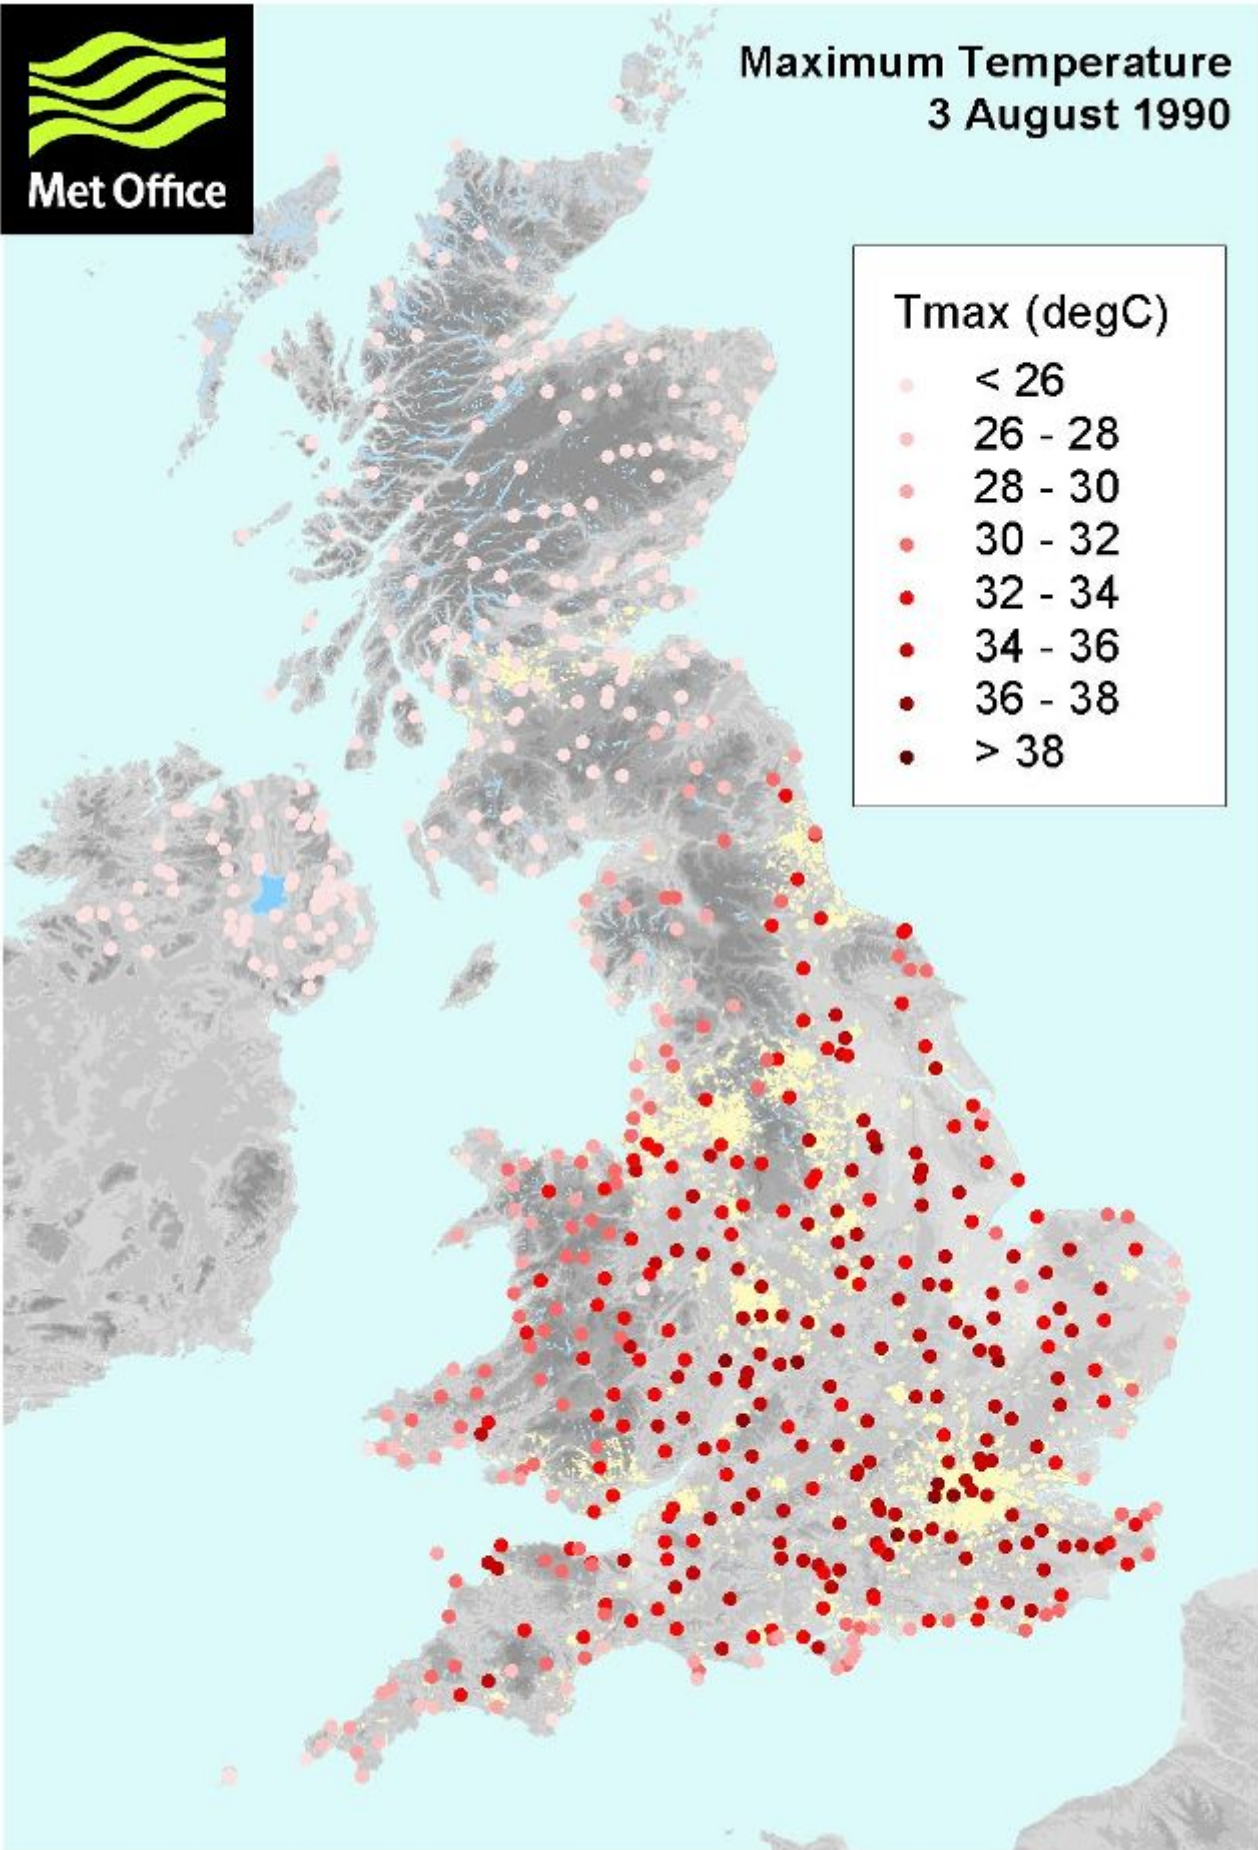 Met Office
Maximum Temperature
3 August 1990
Tmax (degC)
< 26
26 - 28
28 - 30
30 - 32
32 - 34
34 - 36
36 - 38
> 38